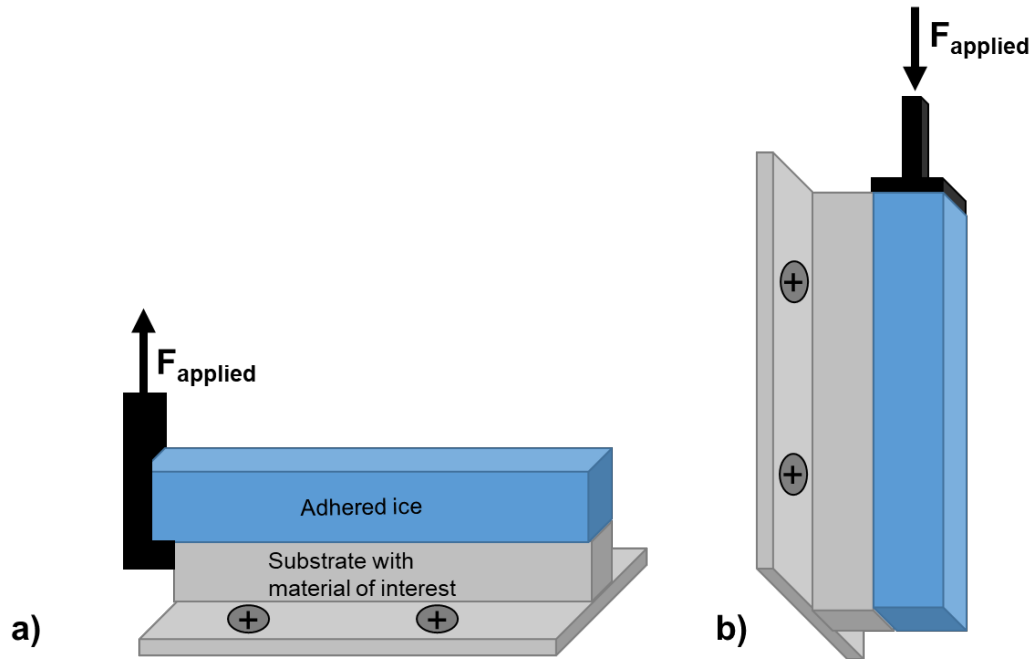 F applied
F applied
Adhered ice
Substrate with
material of interest
a)
b)